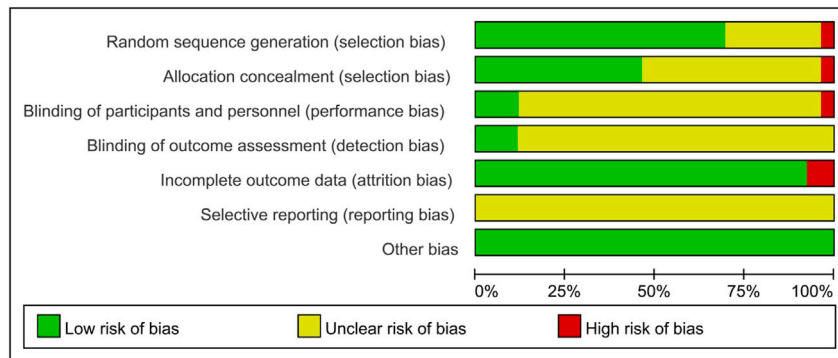 Random sequence generation (selection bias)
Allocation concealment (selection bias)
Blinding of participants and personnel (performance bias)
Blinding of outcome assessment (detection bias)
Incomplete outcome data (attrition bias)
Selective reporting (reporting bias)
Other bias
0% 25% 50% 75% 100%
Low risk of bias Unclear risk of bias High risk of bias